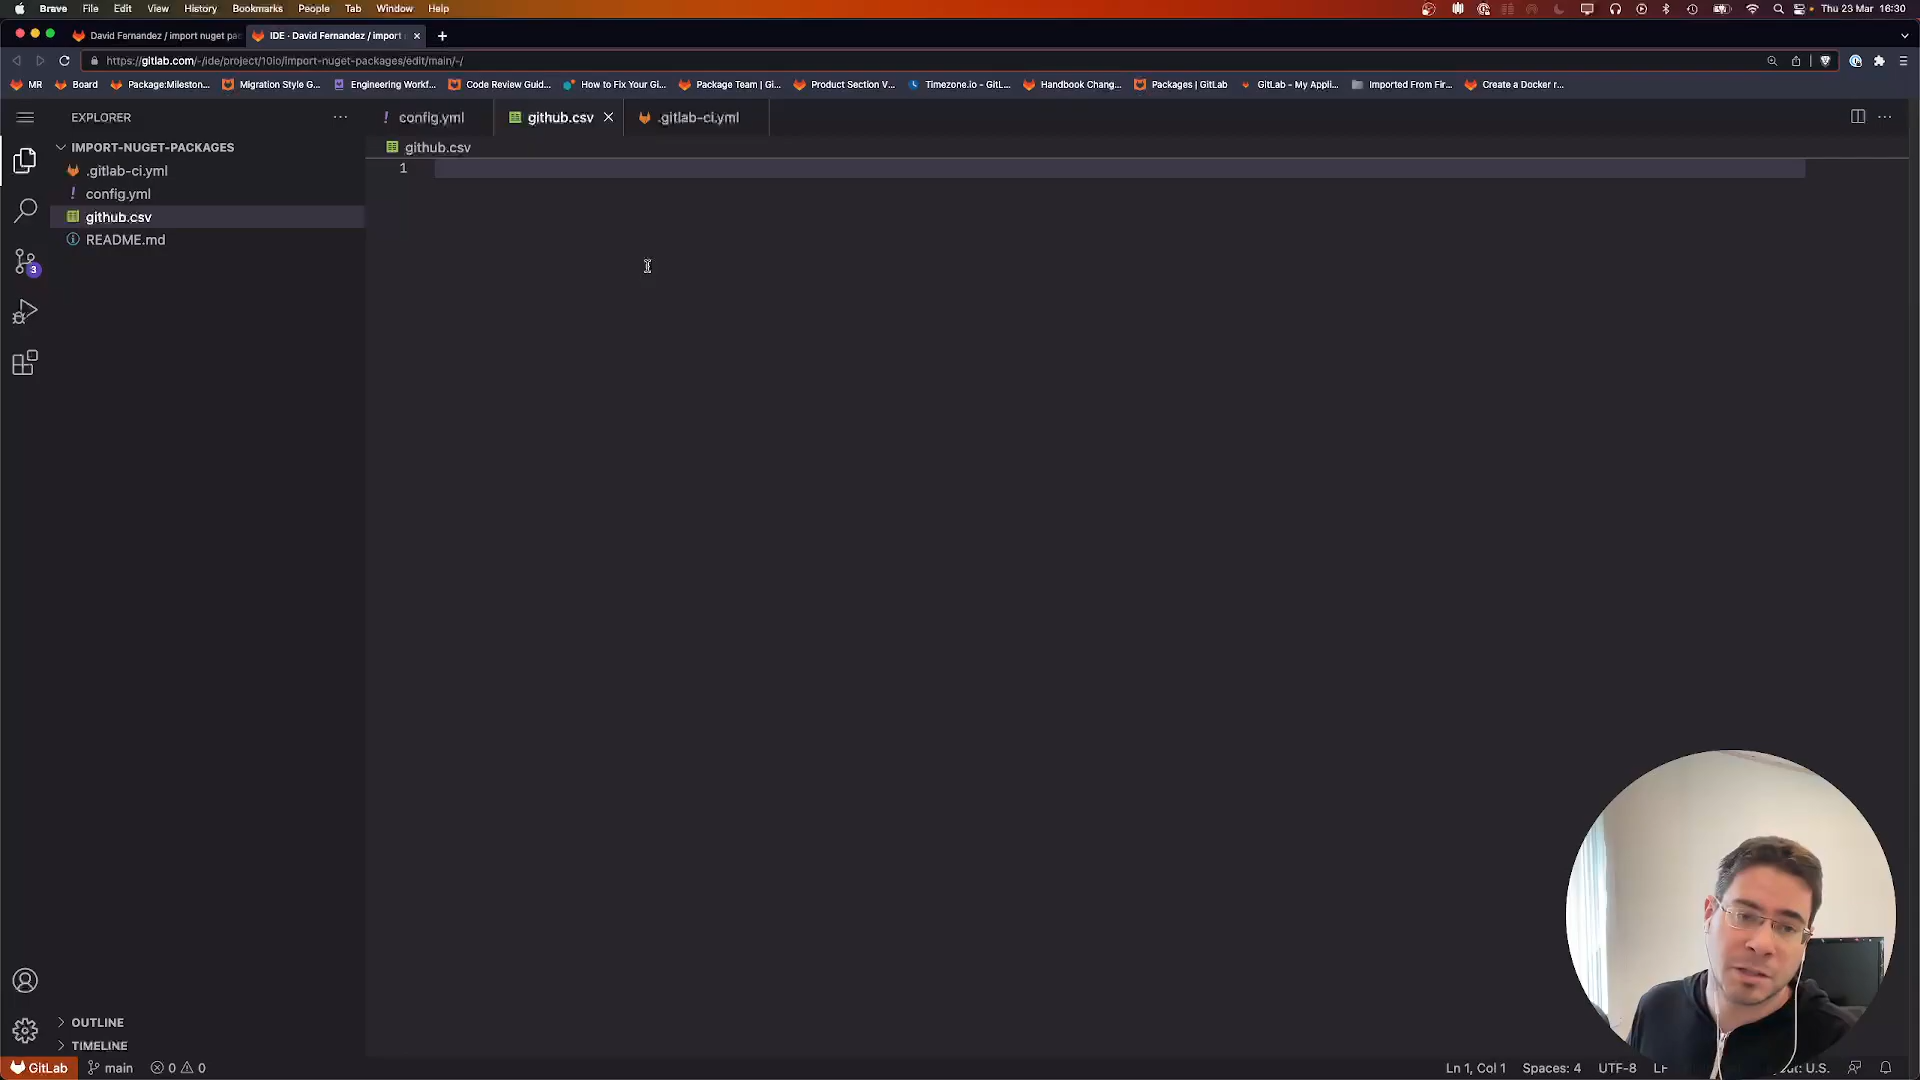 Brave File Edit View History Bookmarks People Tab Window Help Thu 23 Mar 16:30
David Fernandez / import nuget pa IDE · David Fernandez / import
https://gitlab.com/-/ide/project/10io/import-nuget-packages/edit/main/-/
MR Board Package:Mileston... Migration Style G... Engineering Workf... Code Review Guid... How to Fix Your Gi... Package Team | Gi... Product Section V... Timezone.io - GitL... Handbook Chang... Packages | GitLab GitLab - My Appli... Imported From Fir... Create a Docker r...
EXPLORER ... config.yml github.csv .gitlab-ci.yml
IMPORT-NUGET-PACKAGES github.csv
.gitlab-ci.yml 1
config.yml
github.csv
README.md
3
OUTLINE
TIMELINE
GitLab main 0 0 Ln 1, Col 1 Spaces: 4 UTF-8 LF U.S.